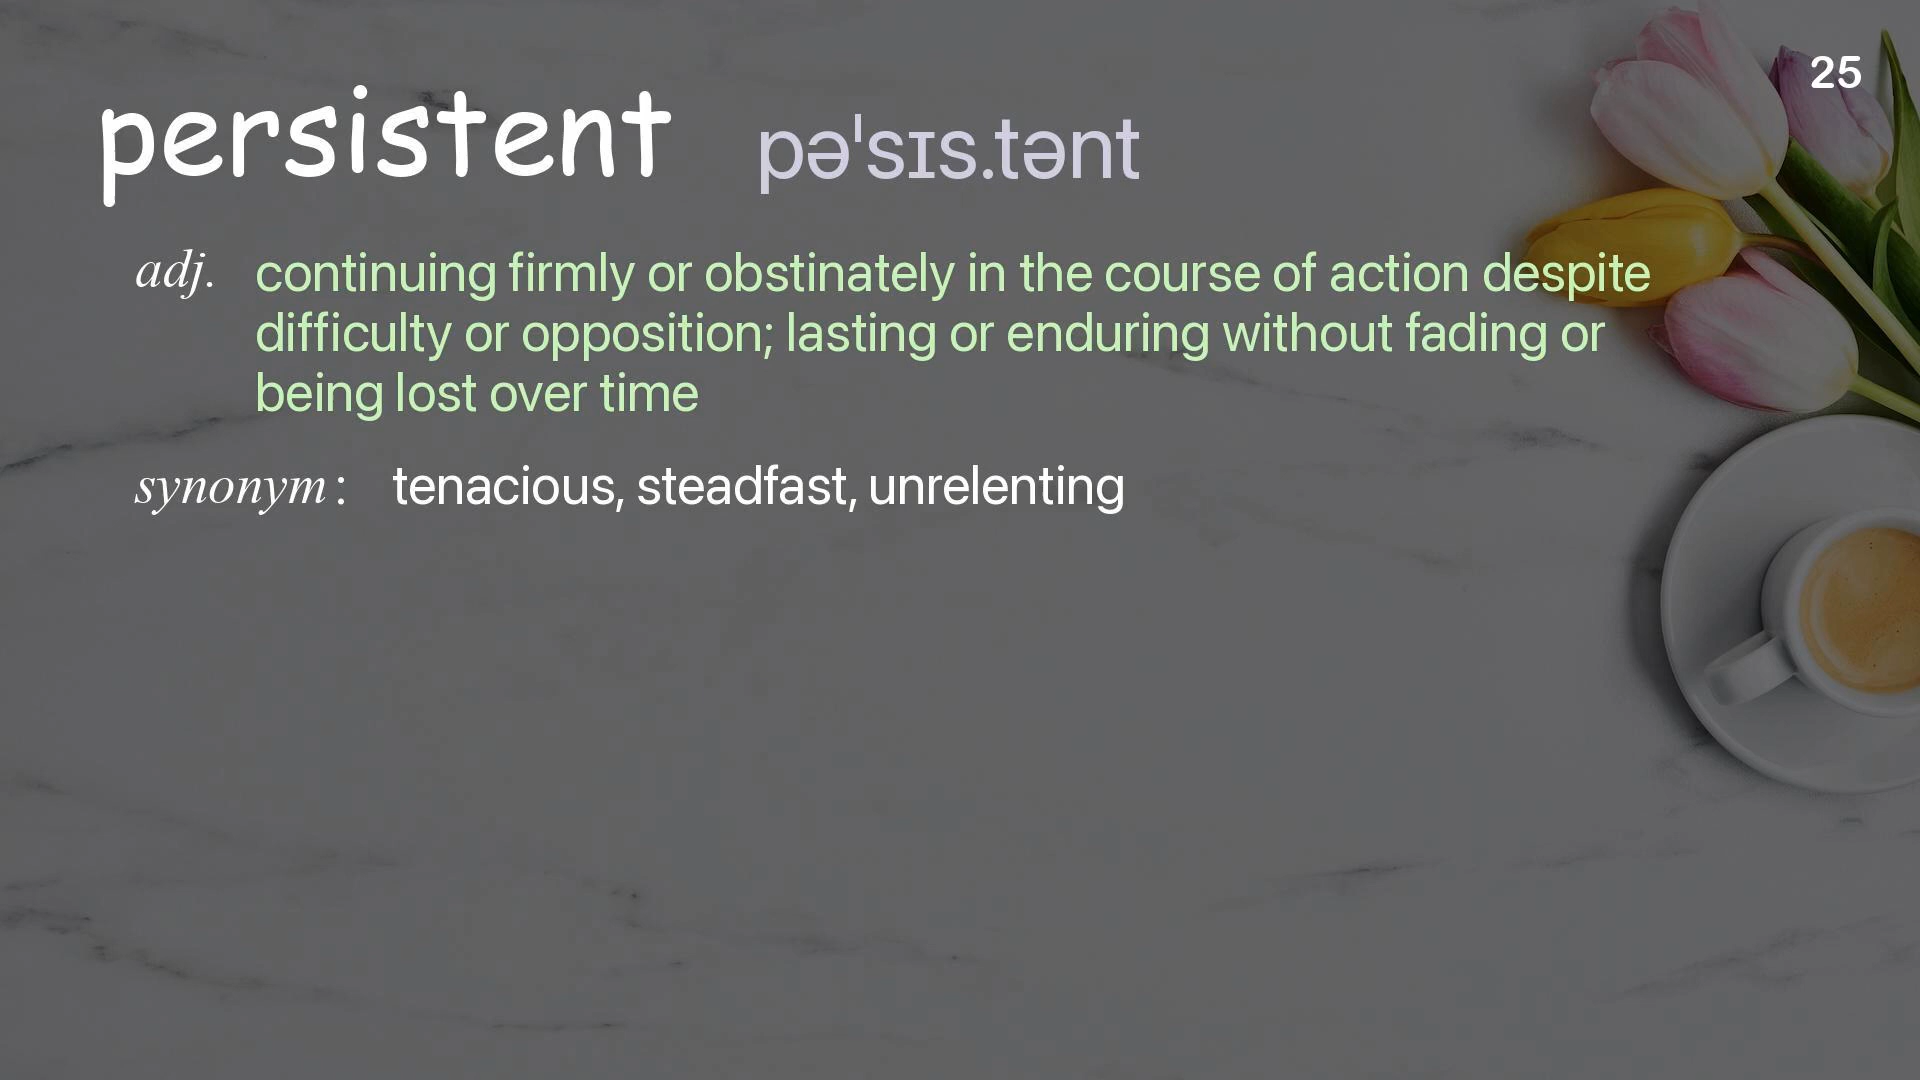 25
persistent pəˈsɪs.tənt
adj. continuing firmly or obstinately in the course of action despite
difficulty or opposition; lasting or enduring without fading or
being lost over time
synonym: tenacious, steadfast, unrelenting